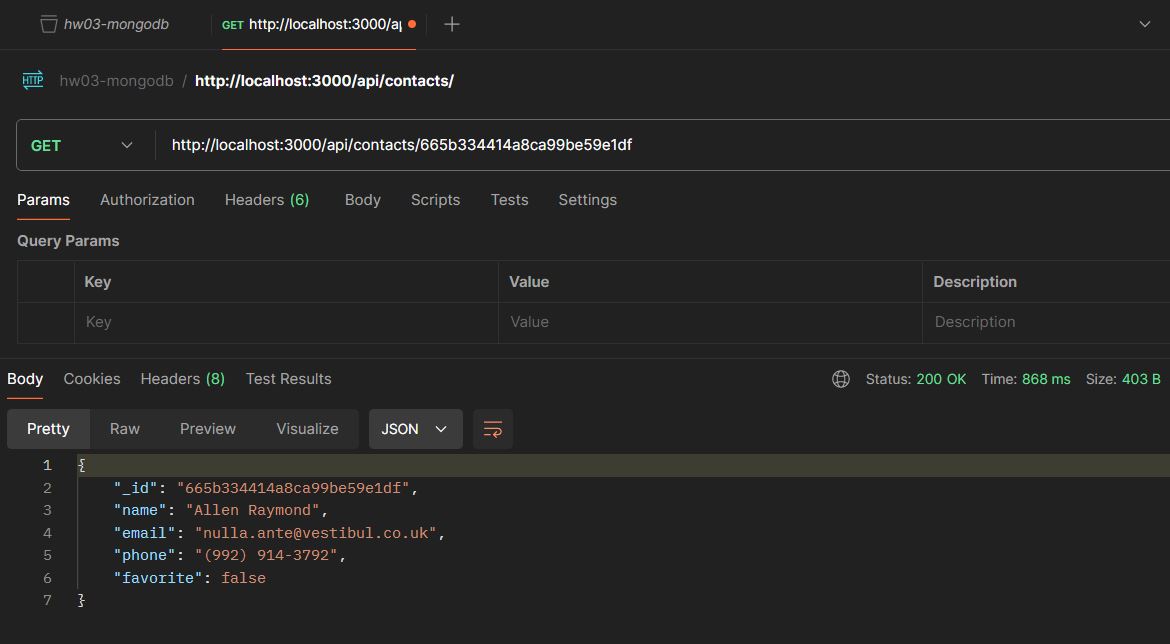 hw03-mongodb GET http://localhost:3000/a
HTTP hw03-mongodb / http://localhost:3000/api/contacts/
GET http://localhost:3000/api/contacts/665b334414a8ca99be59e1df
Params Authorization Headers (6) Body Scripts Tests Settings
Query Params
Key Value Description
Key Value Description
Body Cookies Headers (8) Test Results Status: 200 OK Time: 868 ms Size: 403 B
Pretty Raw Preview Visualize JSON
1 {
2 "_id": "665b334414a8ca99be59e1df",
3 "name": "Allen Raymond",
4 "email": "nulla.ante@vestibul.co.uk",
5 "phone": "(992) 914-3792",
6 "favorite": false
7 }